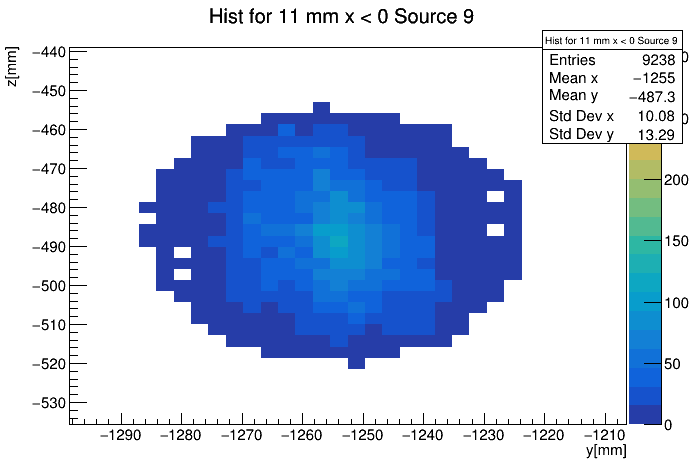 Hist for 11 mm x < 0 Source 9
Hist for 11 mm x < 0 Source 9
Entries 9238
Mean x −1255
Mean y −487.3
Std Dev x 10.08
Std Dev y 13.29
z[mm]
−440
−450
−460
−470
−480
−490
−500
−510
−520
−530
−1290 −1280 −1270 −1260 −1250 −1240 −1230 −1220 −1210
y[mm]
200
150
100
50
0